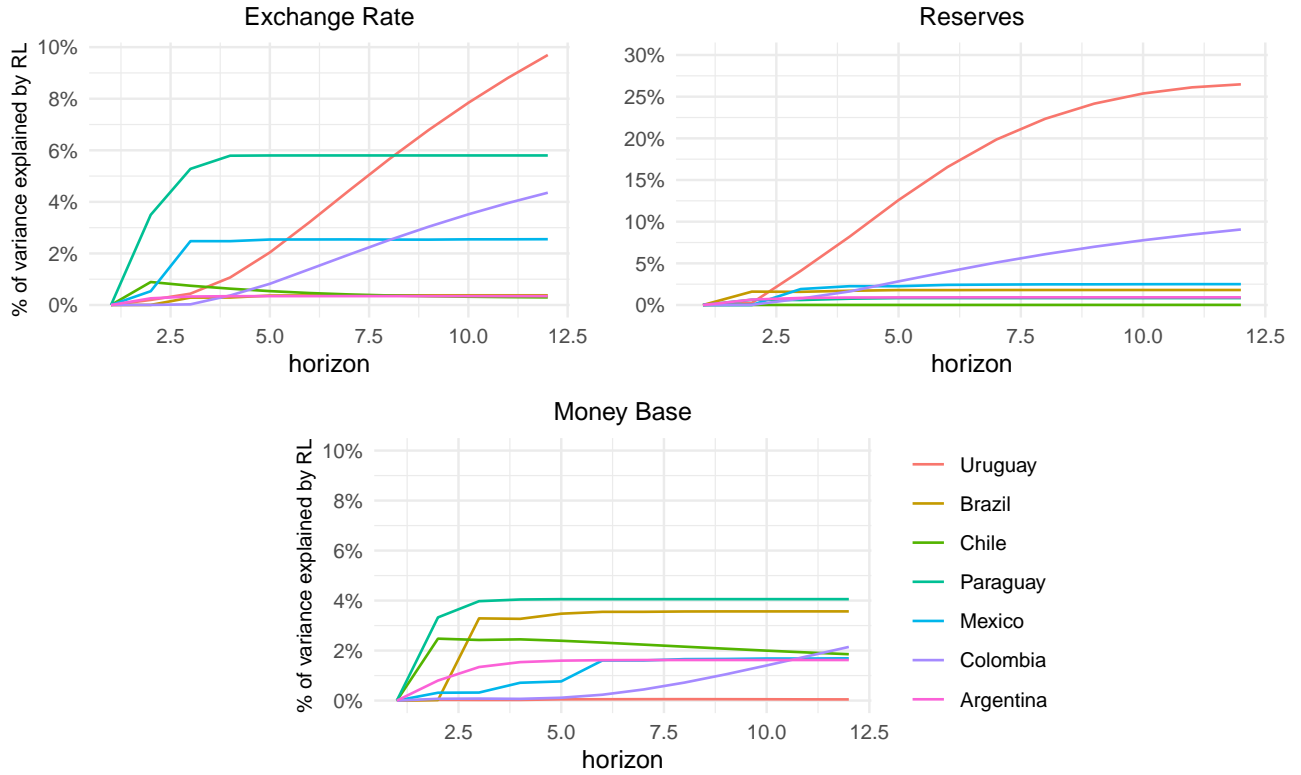 Exchange Rate
% of variance explained by RL
10%
8%
6%
4%
2%
0%
2.5 5.0 7.5 10.0 12.5
horizon
Reserves
30%
25%
20%
15%
10%
5%
0%
2.5 5.0 7.5 10.0 12.5
horizon
Money Base
% of variance explained by RL
10%
8%
6%
4%
2%
0%
2.5 5.0 7.5 10.0 12.5
horizon
Uruguay
Brazil
Chile
Paraguay
Mexico
Colombia
Argentina